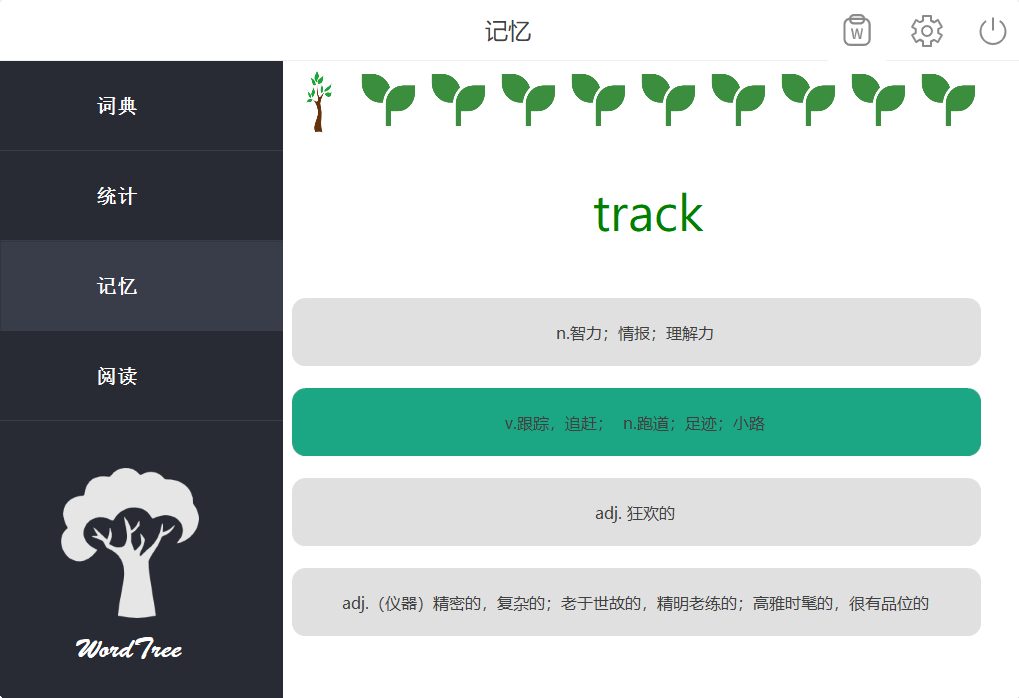 记忆
W
词典
统计
记忆
阅读
WordTree
track
n.智力；情报；理解力
v.跟踪，追赶； n.跑道；足迹；小路
adj. 狂欢的
adj.（仪器）精密的，复杂的；老于世故的，精明老练的；高雅时髦的，很有品位的